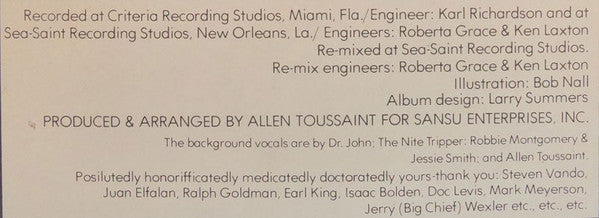 Recorded at Criteria Recording Studios, Miami, Fla./Engineer: Karl Richardson and at
Sea-Saint Recording Studios, New Orleans, La./ Engineers: Roberta Grace & Ken Laxton
Re-mixed at Sea-Saint Recording Studios.
Re-mix engineers: Roberta Grace & Ken Laxton
Illustration: Bob Nall
Album design: Larry Summers
PRODUCED & ARRANGED BY ALLEN TOUSSAINT FOR SANSU ENTERPRISES, INC.
The background vocals are by Dr. John; The Nite Tripper: Robbie Montgomery &
Jessie Smith; and Allen Toussaint.
Posilutedly honorifficatedly medicatedly doctoratedly yours-thank you: Steven Vando,
Juan Elfalan, Ralph Goldman, Earl King, Isaac Bolden, Doc Levis, Mark Meyerson,
Jerry (Big Chief) Wexler etc., etc., etc.